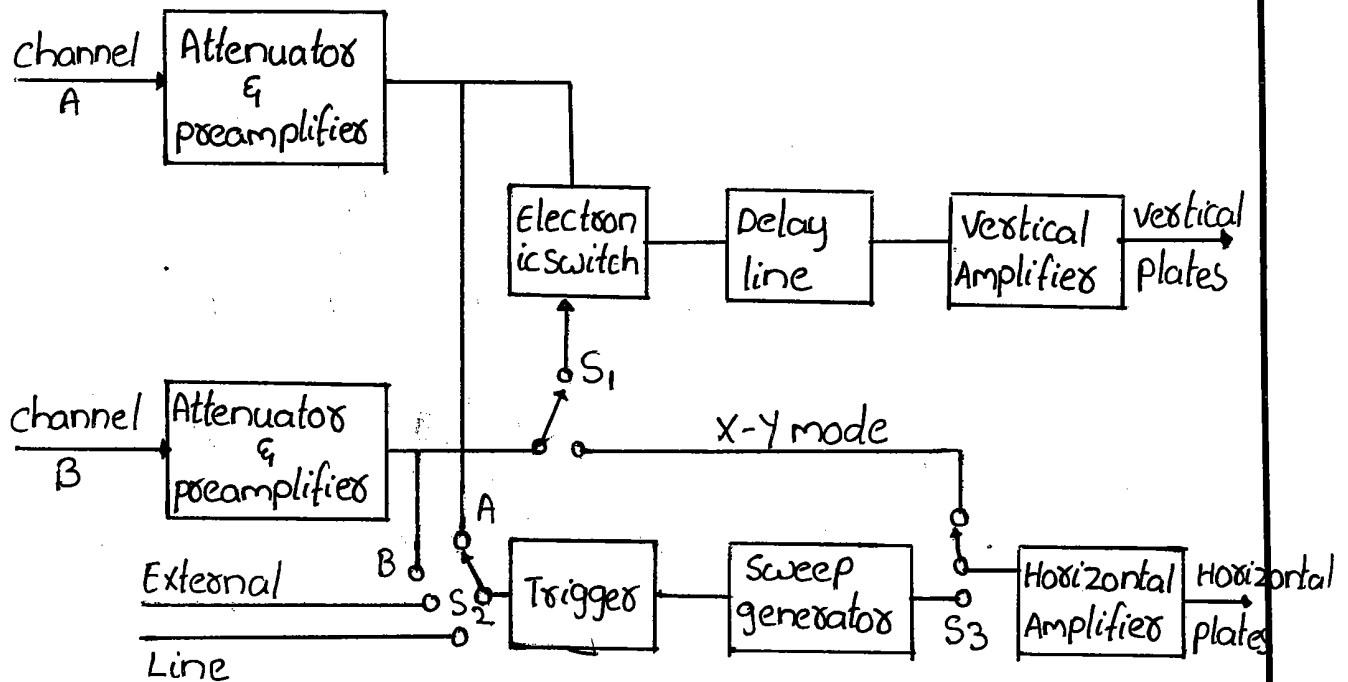 Channel
A
Attenuator
&
preamplifier
Electron
ic switch
Delay
line
Vertical
Amplifier
Vertical
plates
S1
Channel
B
Attenuator
&
preamplifier
X-Y mode
A
B
External
S2
Line
Trigger
Sweep
generator
S3
Horizontal
Amplifier
Horizontal
plates